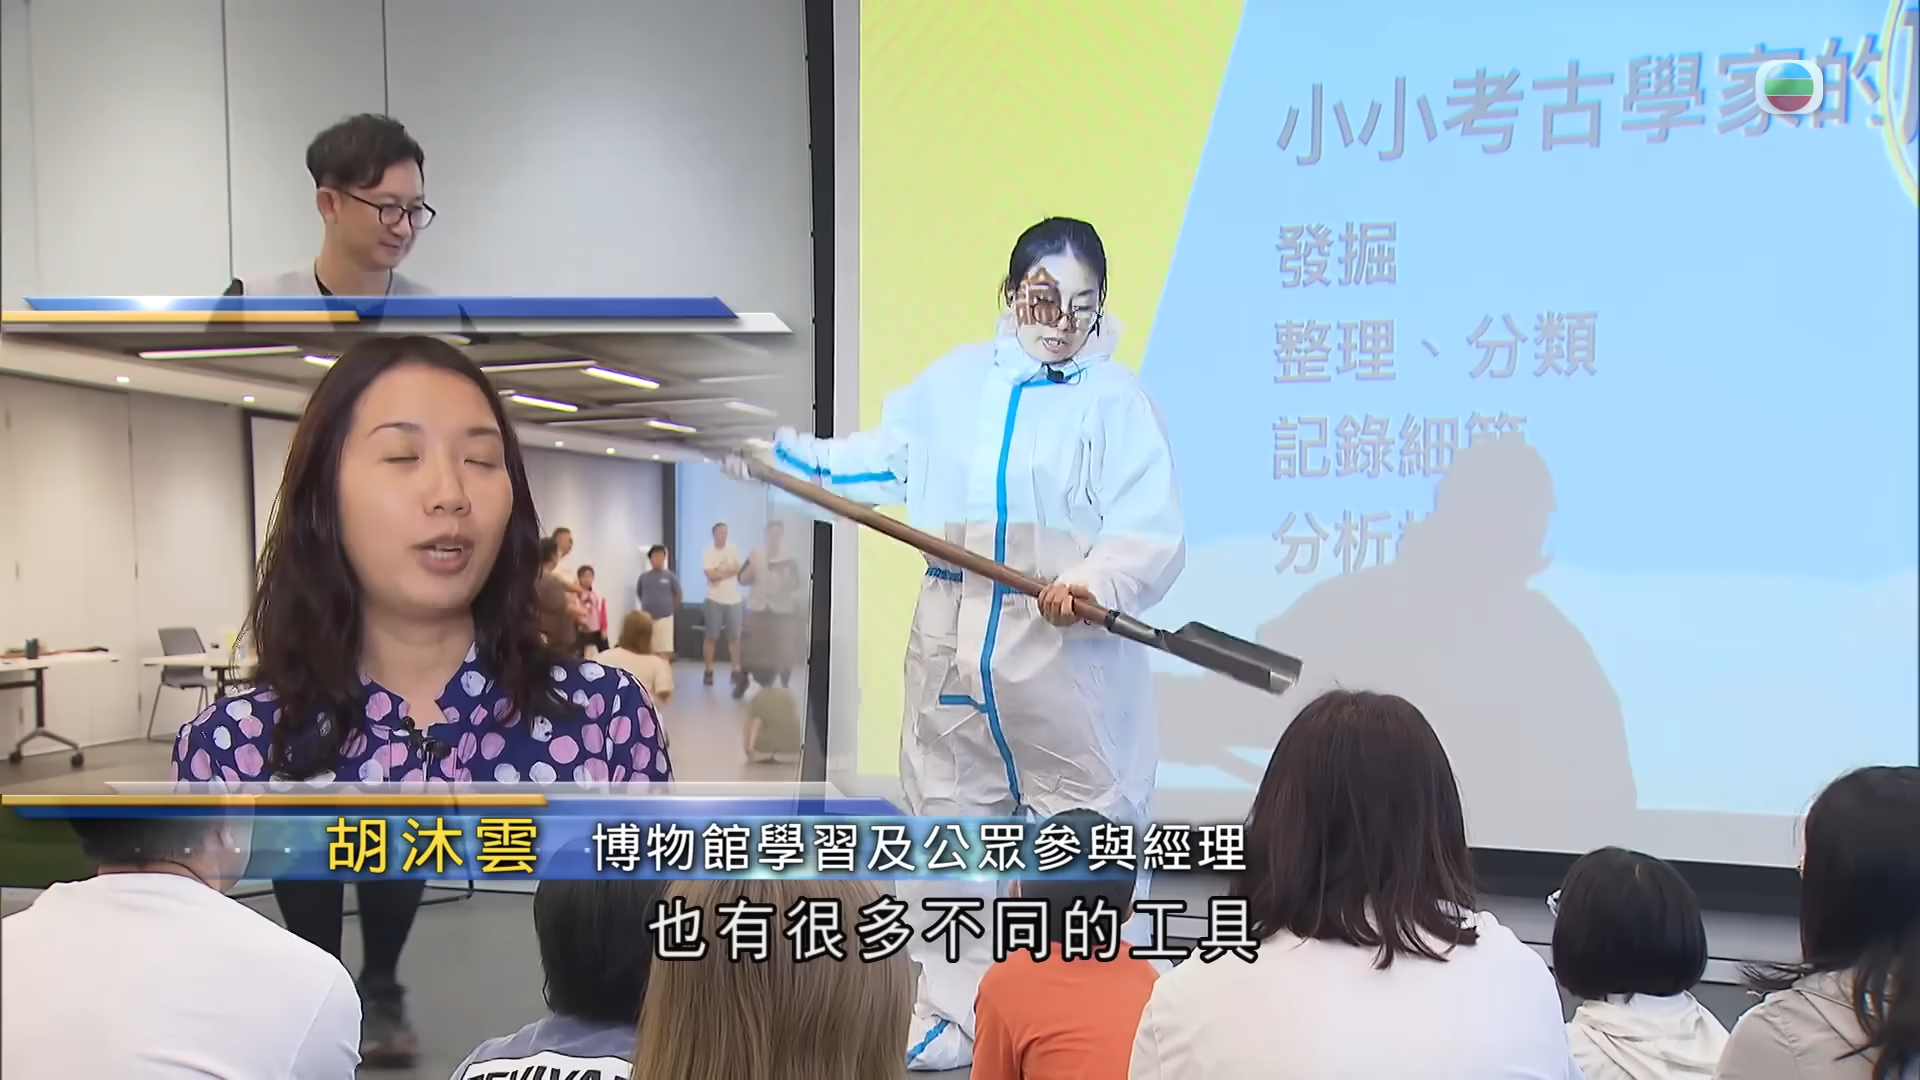 小小考古學家的
發掘
整理、分類
記錄細節
分析
胡沐雲 博物館學習及公眾參與經理
也有很多不同的工具